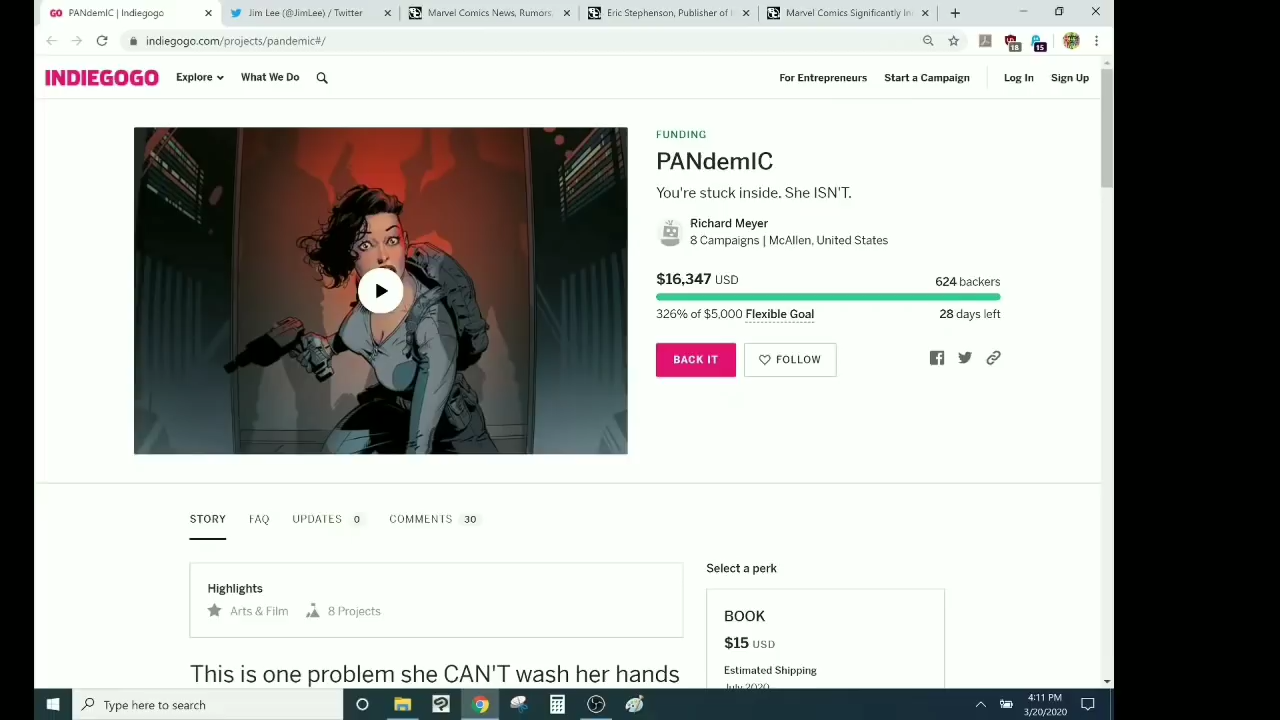 PANdemIC | Indiegogo
Jim Lee (@JimLee) / Twitter
Marvel Comics News, Rumors,
Eric Stephenson, Publisher of I
Marvel Comics Significantly In
indiegogo.com/projects/pandemic#/
18
15
INDIEGOGO
Explore
What We Do
For Entrepreneurs
Start a Campaign
Log In
Sign Up
FUNDING
PANdemIC
You're stuck inside. She ISN'T.
Richard Meyer
8 Campaigns | McAllen, United States
$16,347 USD
624 backers
326% of $5,000 Flexible Goal
28 days left
BACK IT
FOLLOW
STORY
FAQ
UPDATES 0
COMMENTS 30
Highlights
Arts & Film
8 Projects
This is one problem she CAN'T wash her hands
Select a perk
BOOK
$15 USD
Estimated Shipping
July 2020
Type here to search
4:11 PM
3/20/2020